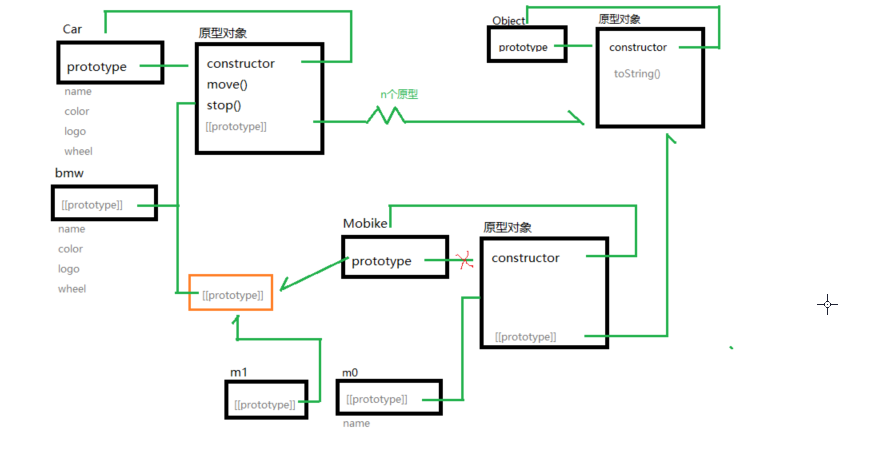 Car
prototype
name
color
logo
wheel
原型对象
constructor
move()
stop()
[[prototype]]
n个原型
Object
prototype
原型对象
constructor
toString()
bmw
[[prototype]]
name
color
logo
wheel
[[prototype]]
Mobike
prototype
原型对象
constructor
[[prototype]]
m1
[[prototype]]
m0
[[prototype]]
name